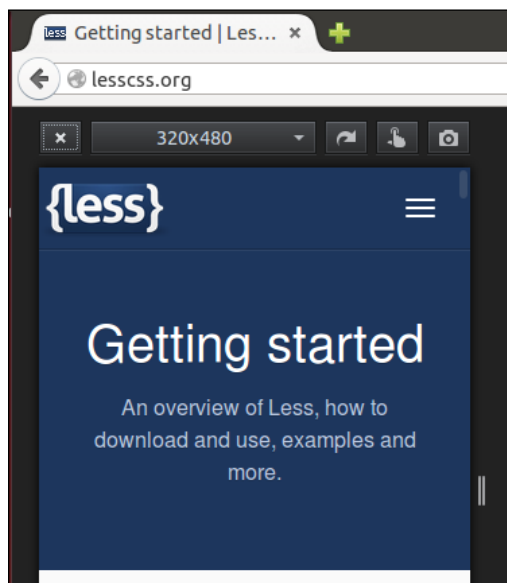 less Getting started | Les...
lesscss.org
320x480
{less}
Getting started
An overview of Less, how to
download and use, examples and
more.